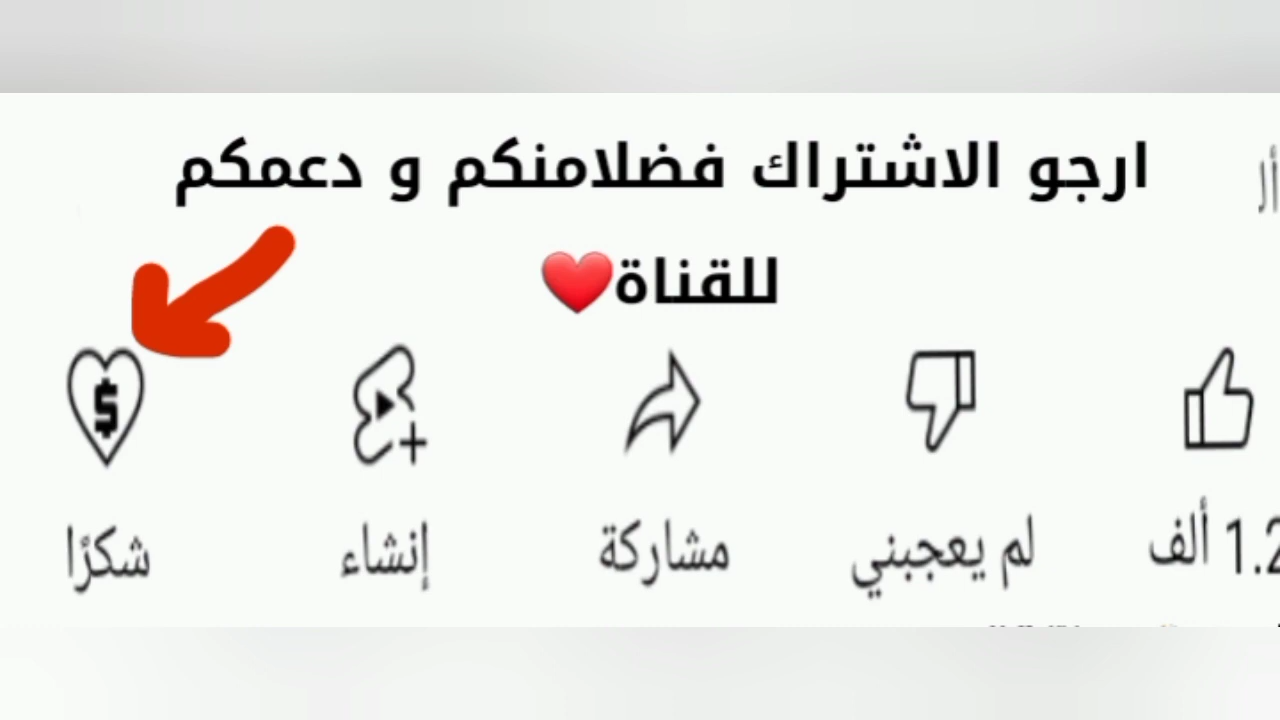 ارجو الاشتراك فضلامنكم و دعمكم
للقناة❤️
1.2 ألف
لم يعجبني
مشاركة
إنشاء
شكرًا